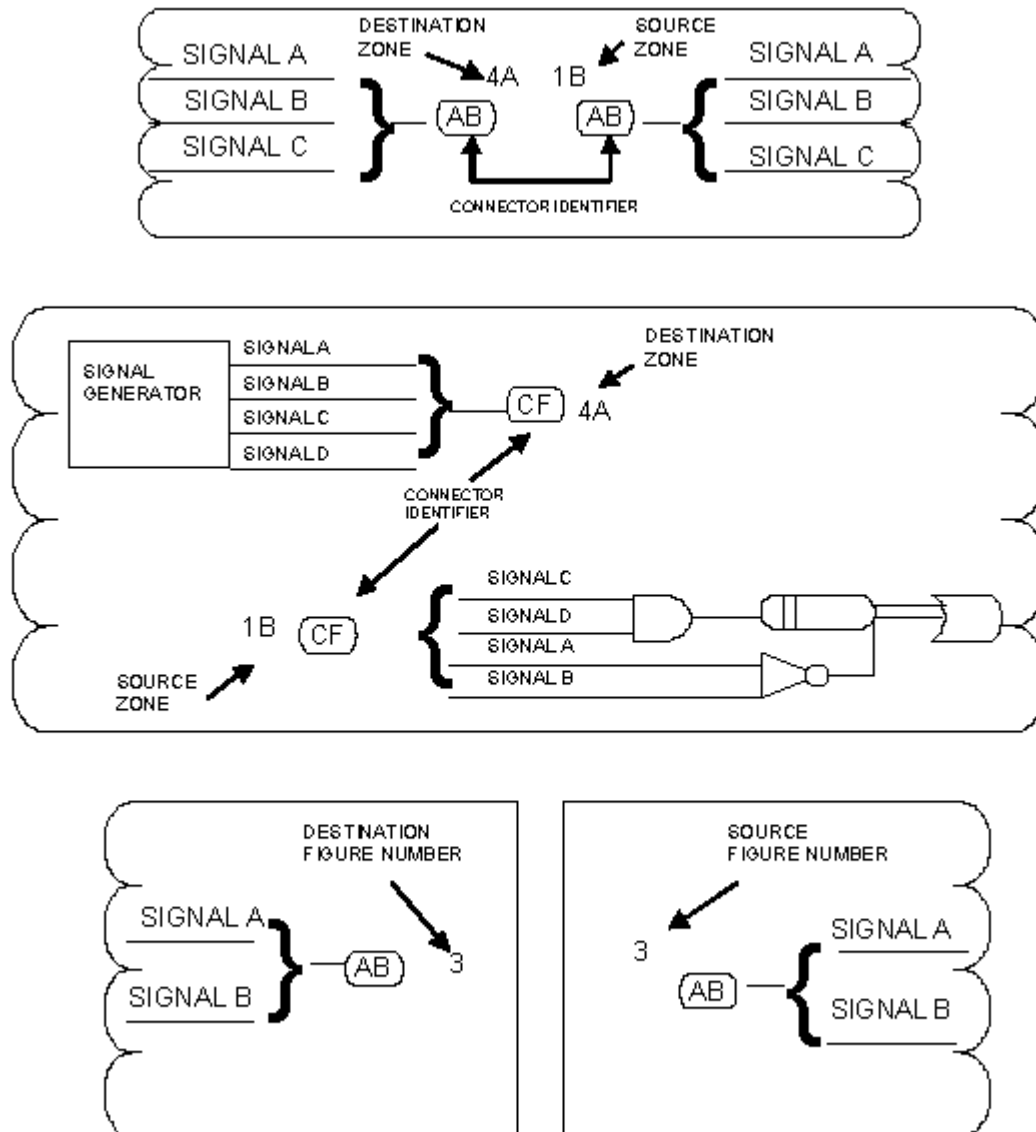 DESTINATION
ZONE
SOURCE
ZONE
SIGNAL A
4A
1B
SIGNAL A
SIGNAL B
AB
AB
SIGNAL B
SIGNAL C
SIGNAL C
CONNECTOR IDENTIFIER
SIGNAL
GENERATOR
SIGNAL A
SIGNAL B
SIGNAL C
SIGNAL D
CF
4A
DESTINATION
ZONE
CONNECTOR
IDENTIFIER
1B
CF
SOURCE
ZONE
SIGNAL C
SIGNAL D
SIGNAL A
SIGNAL B
DESTINATION
FIGURE NUMBER
SIGNAL A
AB
3
SIGNAL B
SOURCE
FIGURE NUMBER
3
AB
SIGNAL A
SIGNAL B